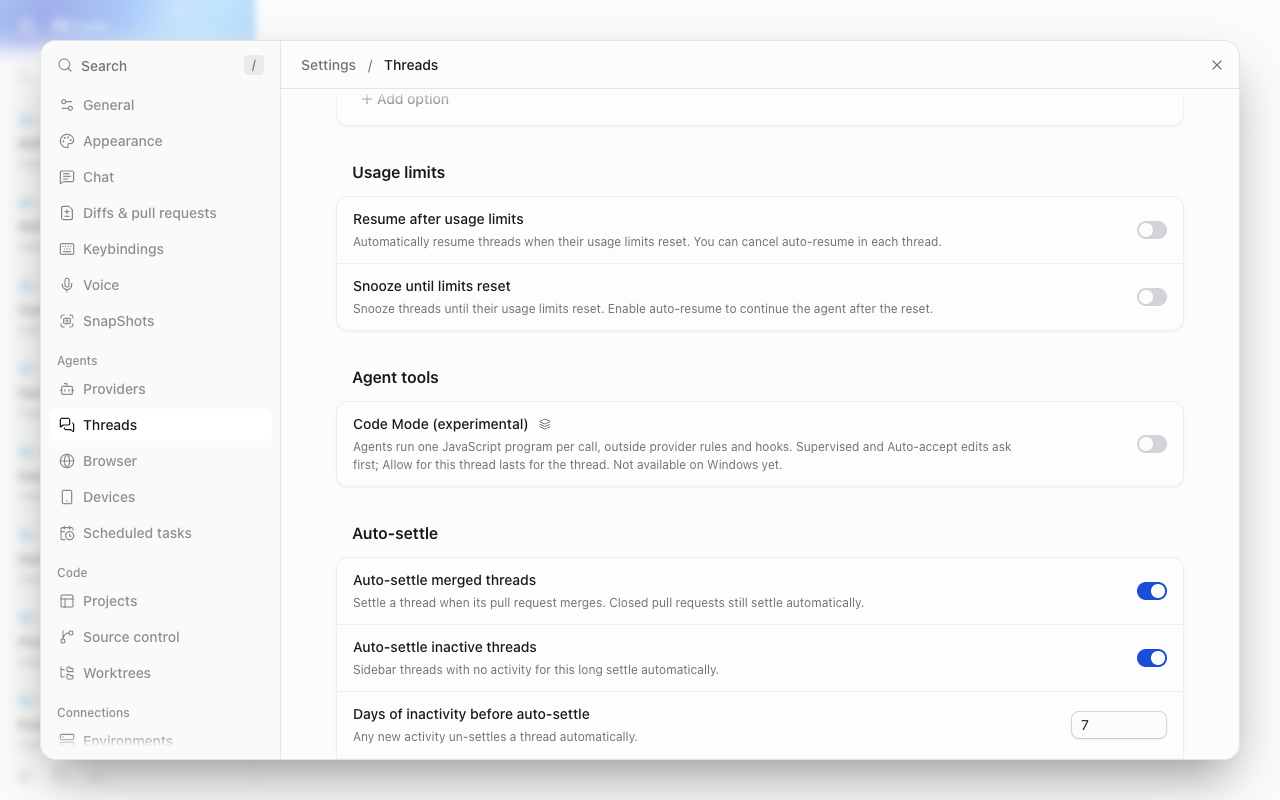 Search
/
General
Appearance
Chat
Diffs & pull requests
Keybindings
Voice
SnapShots
Agents
Providers
Threads
Browser
Devices
Scheduled tasks
Code
Projects
Source control
Worktrees
Connections
Environments
Settings / Threads
+ Add option
Usage limits
Resume after usage limits
Automatically resume threads when their usage limits reset. You can cancel auto-resume in each thread.
Snooze until limits reset
Snooze threads until their usage limits reset. Enable auto-resume to continue the agent after the reset.
Agent tools
Code Mode (experimental)
Agents run one JavaScript program per call, outside provider rules and hooks. Supervised and Auto-accept edits ask
first; Allow for this thread lasts for the thread. Not available on Windows yet.
Auto-settle
Auto-settle merged threads
Settle a thread when its pull request merges. Closed pull requests still settle automatically.
Auto-settle inactive threads
Sidebar threads with no activity for this long settle automatically.
Days of inactivity before auto-settle
Any new activity un-settles a thread automatically.
7